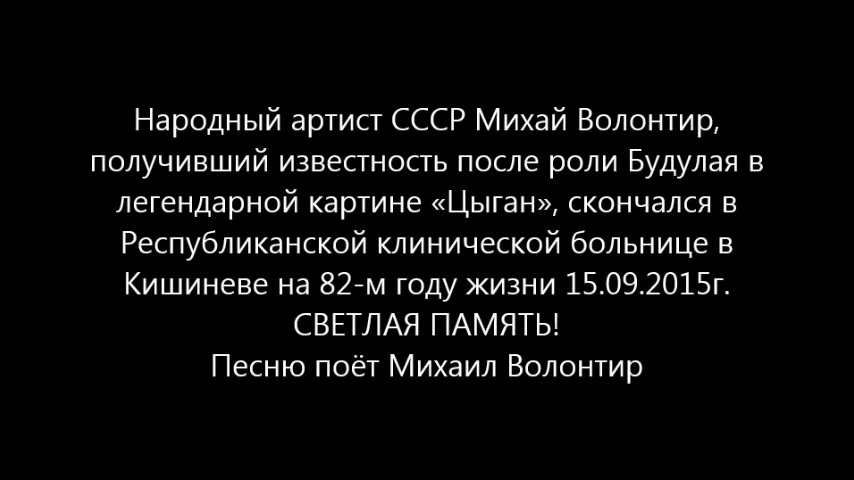 Народный артист СССР Михай Волонтир,
получивший известность после роли Будулая в
легендарной картине «Цыган», скончался в
Республиканской клинической больнице в
Кишиневе на 82-м году жизни 15.09.2015г.
СВЕТЛАЯ ПАМЯТЬ!
Песню поёт Михаил Волонтир